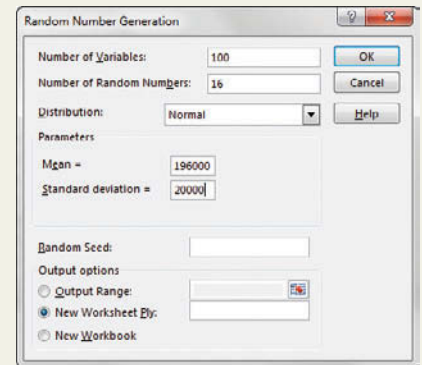 Random Number Generation
Number of Variables: 100 OK
Number of Random Numbers: 16 Cancel
Distribution: Normal Help
Parameters
Mean = 196000
Standard deviation = 20000
Random Seed:
Output options
Output Range:
New Worksheet Ply:
New Workbook